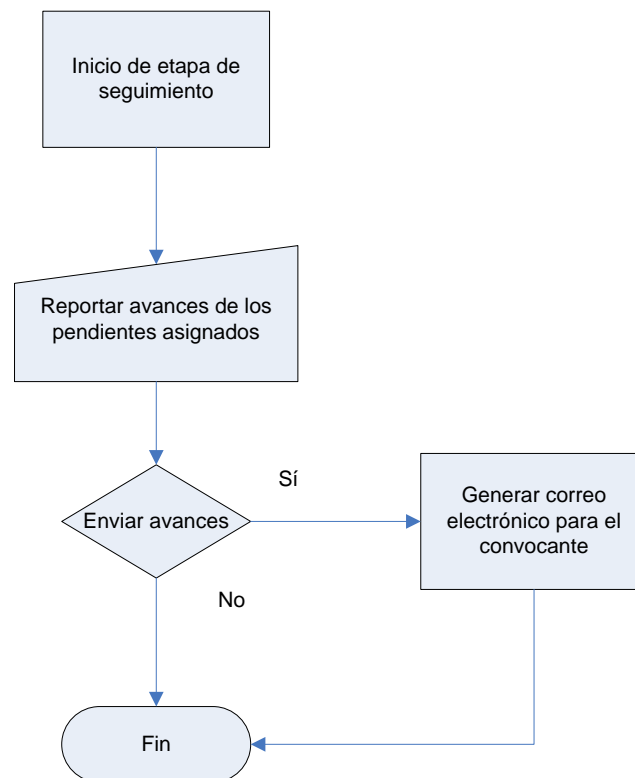 Inicio de etapa de
seguimiento
Reportar avances de los
pendientes asignados
Enviar avances
Sí
Generar correo
electrónico para el
convocante
No
Fin